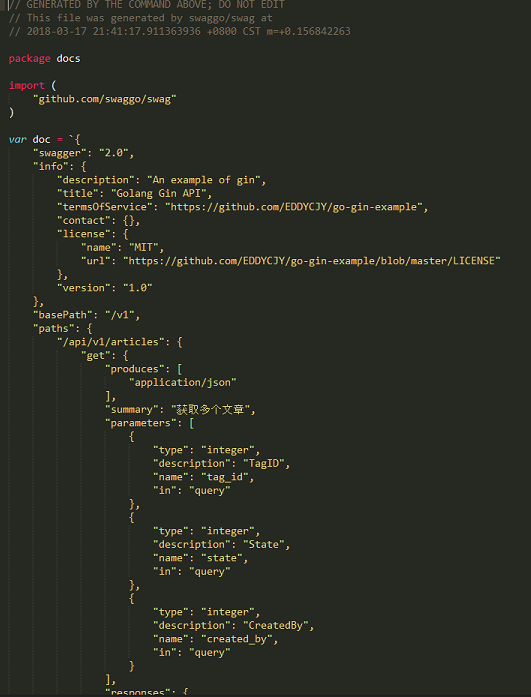 // GENERATED BY THE COMMAND ABOVE; DO NOT EDIT
// This file was generated by swaggo/swag at
// 2018-03-17 21:41:17.911363936 +0800 CST m=+0.156842263

package docs

import (
    "github.com/swaggo/swag"
)

var doc = `{
    "swagger": "2.0",
    "info": {
        "description": "An example of gin",
        "title": "Golang Gin API",
        "termsOfService": "https://github.com/EDDYCJY/go-gin-example",
        "contact": {},
        "license": {
            "name": "MIT",
            "url": "https://github.com/EDDYCJY/go-gin-example/blob/master/LICENSE"
        },
        "version": "1.0"
    },
    "basePath": "/v1",
    "paths": {
        "/api/v1/articles": {
            "get": {
                "produces": [
                    "application/json"
                ],
                "summary": "获取多个文章",
                "parameters": [
                    {
                        "type": "integer",
                        "description": "TagID",
                        "name": "tag_id",
                        "in": "query"
                    },
                    {
                        "type": "integer",
                        "description": "State",
                        "name": "state",
                        "in": "query"
                    },
                    {
                        "type": "integer",
                        "description": "CreatedBy",
                        "name": "created_by",
                        "in": "query"
                    }
                ],
                "responses": {